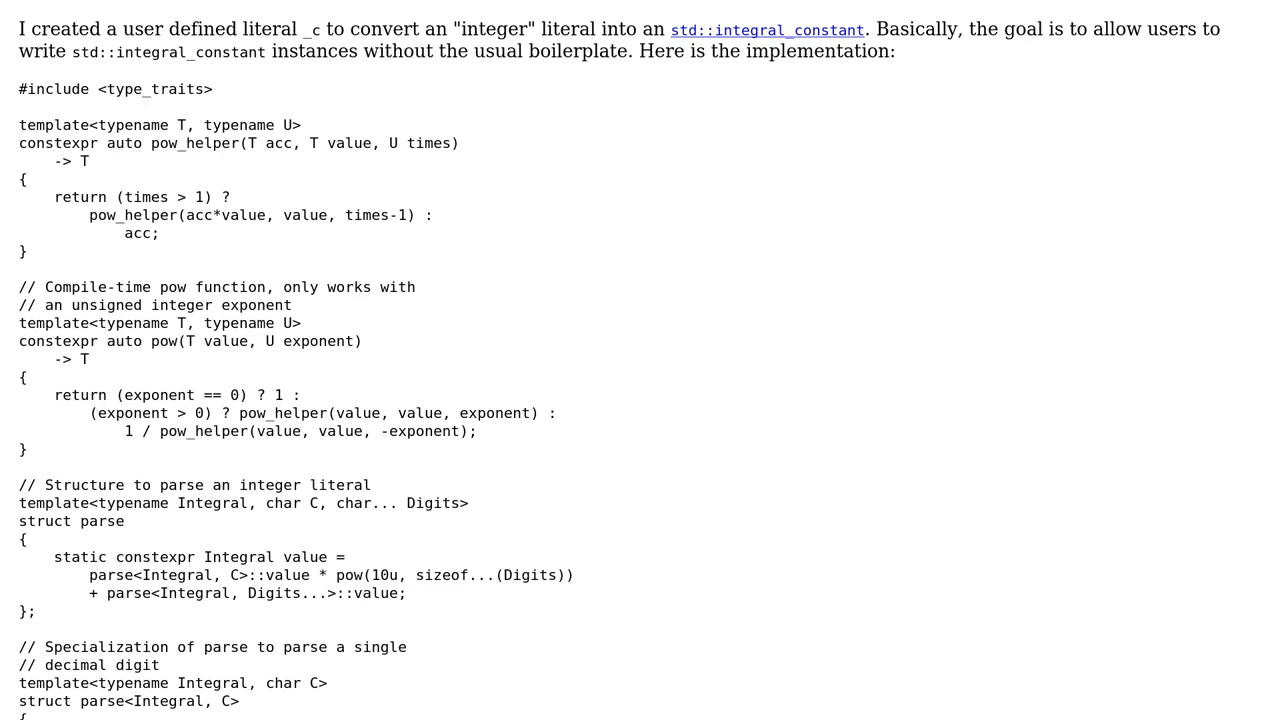 I created a user defined literal _c to convert an "integer" literal into an std::integral_constant. Basically, the goal is to allow users to
write std::integral_constant instances without the usual boilerplate. Here is the implementation:
#include <type_traits>
template<typename T, typename U>
constexpr auto pow_helper(T acc, T value, U times)
    -> T
{
    return (times > 1) ?
        pow_helper(acc*value, value, times-1) :
            acc;
}
// Compile-time pow function, only works with
// an unsigned integer exponent
template<typename T, typename U>
constexpr auto pow(T value, U exponent)
    -> T
{
    return (exponent == 0) ? 1 :
        (exponent > 0) ? pow_helper(value, value, exponent) :
            1 / pow_helper(value, value, -exponent);
}
// Structure to parse an integer literal
template<typename Integral, char C, char... Digits>
struct parse
{
    static constexpr Integral value =
        parse<Integral, C>::value * pow(10u, sizeof...(Digits))
        + parse<Integral, Digits...>::value;
};
// Specialization of parse to parse a single
// decimal digit
template<typename Integral, char C>
struct parse<Integral, C>
{